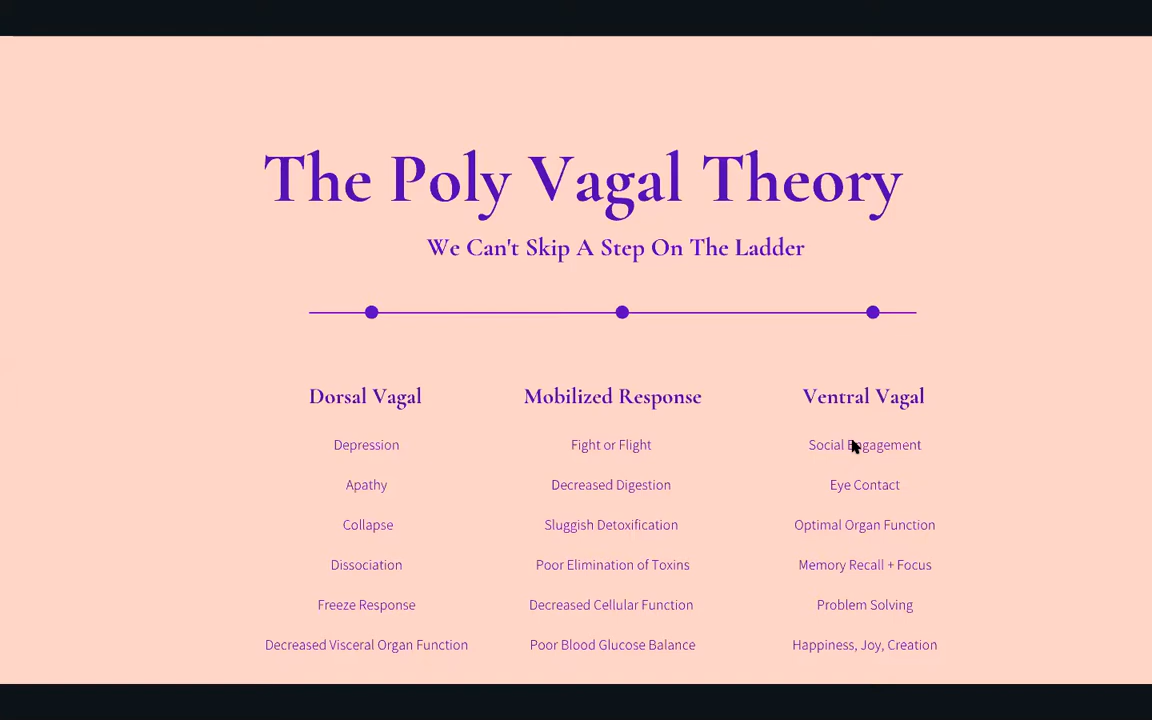 The Poly Vagal Theory
We Can't Skip A Step On The Ladder
Dorsal Vagal
Depression
Apathy
Collapse
Dissociation
Freeze Response
Decreased Visceral Organ Function
Mobilized Response
Fight or Flight
Decreased Digestion
Sluggish Detoxification
Poor Elimination of Toxins
Decreased Cellular Function
Poor Blood Glucose Balance
Ventral Vagal
Social Engagement
Eye Contact
Optimal Organ Function
Memory Recall + Focus
Problem Solving
Happiness, Joy, Creation